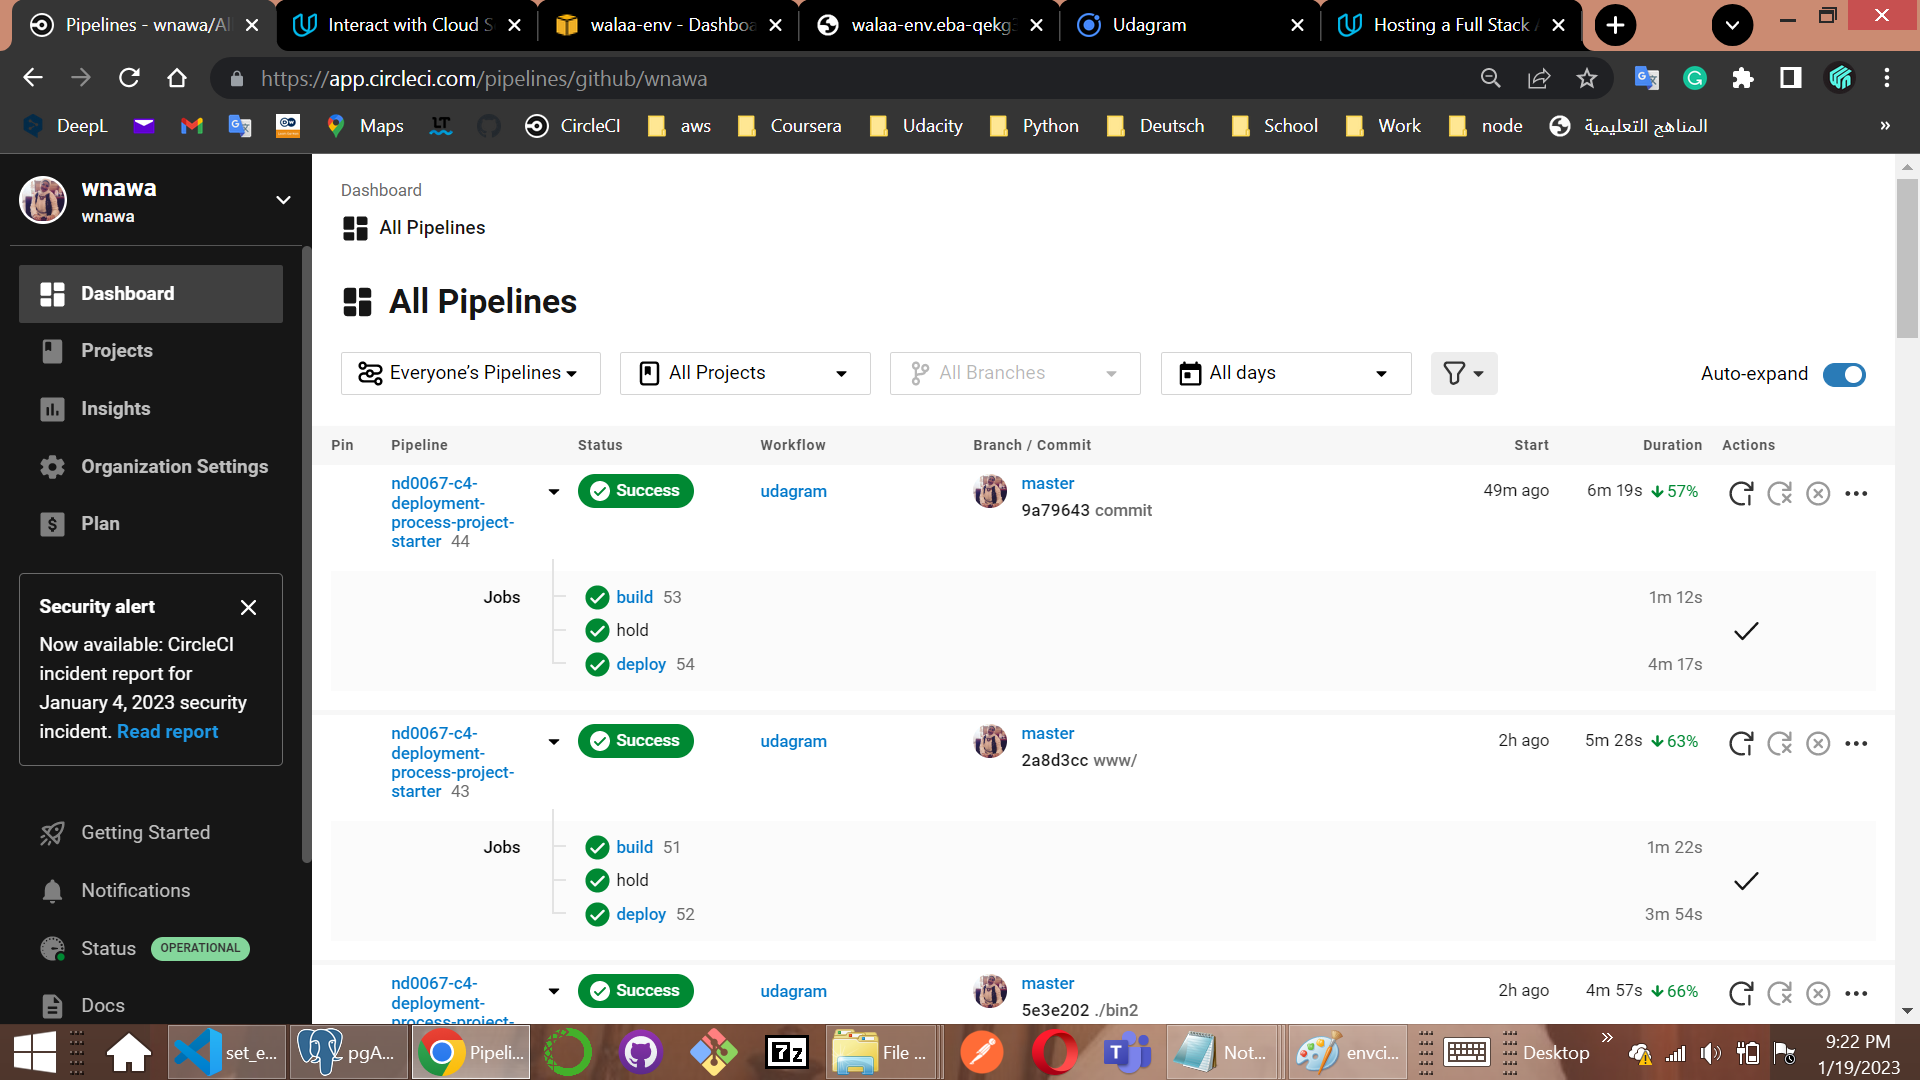 Pipelines - wnawa/Al
Interact with Cloud S
walaa-env - Dashboa
walaa-env.eba-qekg
Udagram
Hosting a Full Stack
https://app.circleci.com/pipelines/github/wnawa
DeepL
Maps
LT
CircleCI
aws
Coursera
Udacity
Python
Deutsch
School
Work
node
المناهج التعليمية
»
wnawa
wnawa
Dashboard
Projects
Insights
Organization Settings
Plan
Security alert
Now available: CircleCI
incident report for
January 4, 2023 security
incident. Read report
Getting Started
Notifications
Status OPERATIONAL
Docs
Dashboard
All Pipelines
All Pipelines
Everyone's Pipelines
All Projects
All Branches
All days
Auto-expand
Pin Pipeline Status Workflow Branch / Commit Start Duration Actions
nd0067-c4-
deployment-
process-project-
starter 44
Success
udagram
master
9a79643 commit
49m ago
6m 19s 57%
Jobs
build 53 1m 12s
hold
deploy 54 4m 17s
nd0067-c4-
deployment-
process-project-
starter 43
Success
udagram
master
2a8d3cc www/
2h ago
5m 28s 63%
Jobs
build 51 1m 22s
hold
deploy 52 3m 54s
nd0067-c4-
deployment-
process-project-
Success
udagram
master
5e3e202 ./bin2
2h ago
4m 57s 66%
set_e...
pgA...
Pipeli...
7z
File ...
Not...
envci...
Desktop
»
9:22 PM
1/19/2023